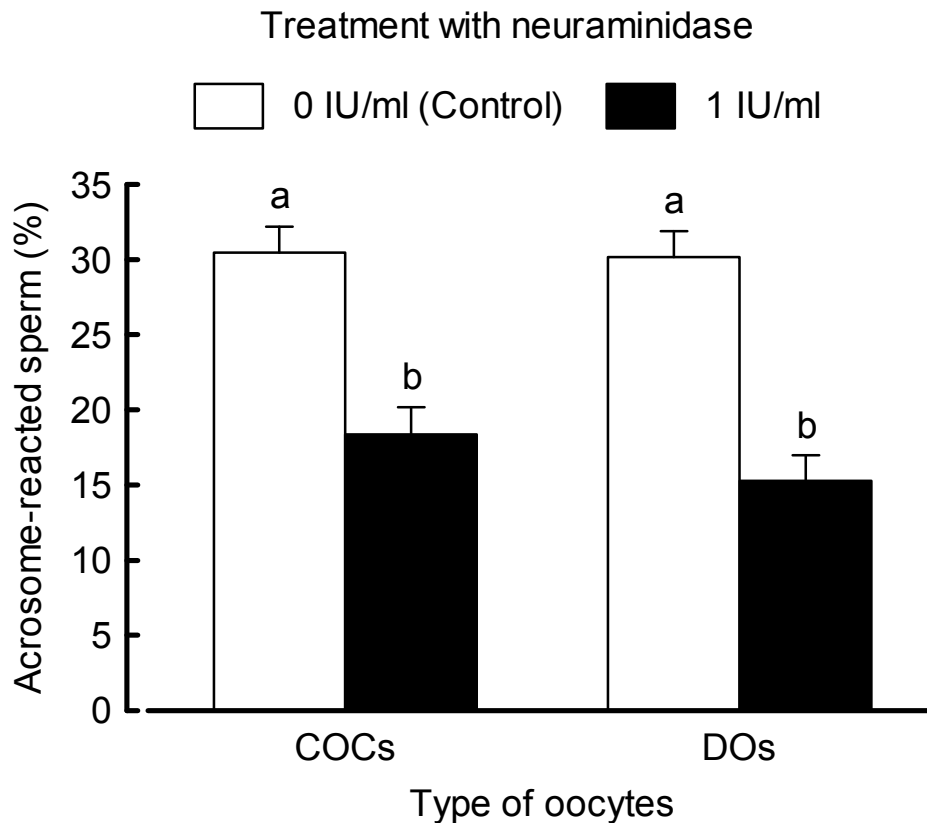 Treatment with neuraminidase
0 IU/ml (Control) 1 IU/ml
Acrosome-reacted sperm (%)
35
30
25
20
15
10
5
0
a
b
a
b
COCs DOs
Type of oocytes